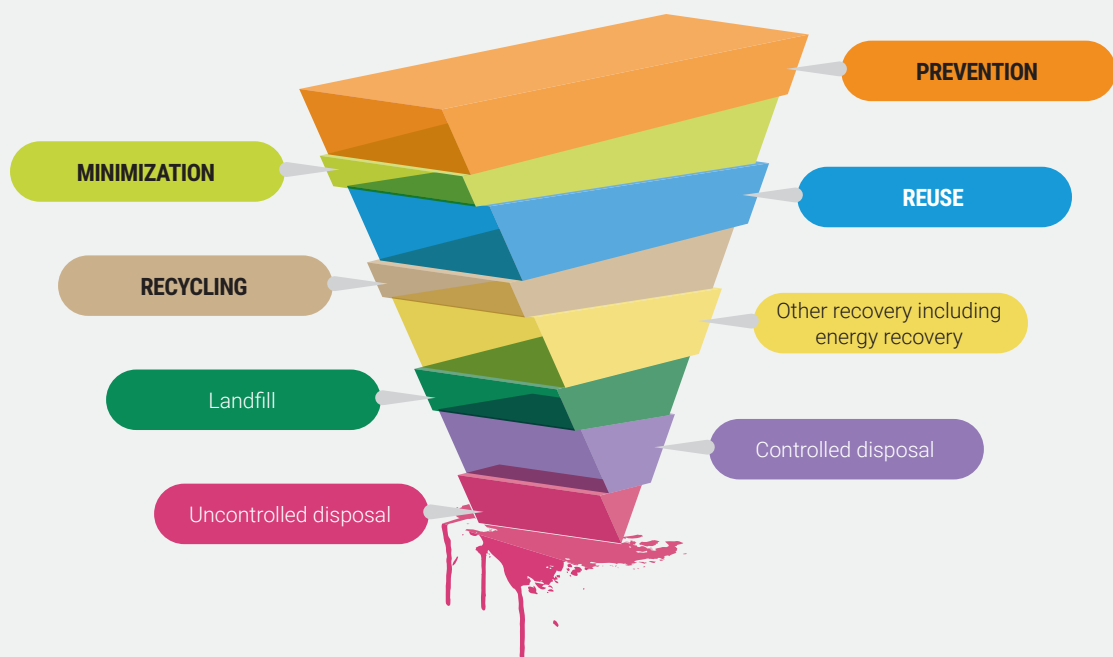 PREVENTION
MINIMIZATION
REUSE
RECYCLING
Other recovery including
energy recovery
Landfill
Controlled disposal
Uncontrolled disposal